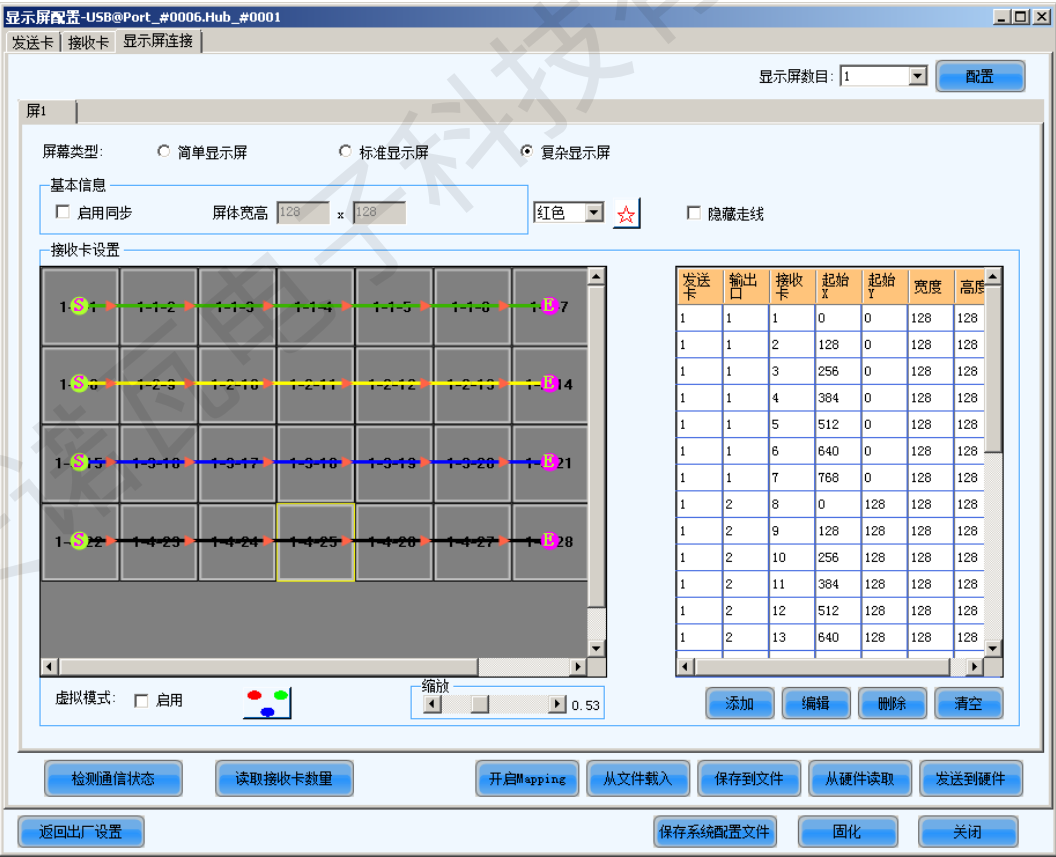 显示屏配置-USB@Port_#0006.Hub_#0001
发送卡 接收卡 显示屏连接
显示屏数目: 1 配置
屏1
屏幕类型: 简单显示屏 标准显示屏 复杂显示屏
基本信息
启用同步 屏体宽高 128 x 128 红色 隐藏走线
接收卡设置
发送卡 输出口 接收卡 起始X 起始Y 宽度 高度
1 1 1 0 0 128 128
1 1 2 128 0 128 128
1 1 3 256 0 128 128
1 1 4 384 0 128 128
1 1 5 512 0 128 128
1 1 6 640 0 128 128
1 1 7 768 0 128 128
1 2 8 0 128 128 128
1 2 9 128 128 128 128
1 2 10 256 128 128 128
1 2 11 384 128 128 128
1 2 12 512 128 128 128
1 2 13 640 128 128 128
S 1-1-2 1-1-3 1-1-4 1-1-5 1-1-6 E 7
S 1-2-9 1-2-10 1-2-11 1-2-12 1-2-13 E 14
S 15 1-3-16 1-3-17 1-3-18 1-3-19 1-3-20 E 21
S 22 1-4-23 1-4-24 1-4-25 1-4-26 1-4-27 E 28
虚拟模式: 启用 缩放 0.53
添加 编辑 删除 清空
检测通信状态 读取接收卡数量 开启Mapping 从文件载入 保存到文件 从硬件读取 发送到硬件
返回出厂设置 保存系统配置文件 固化 关闭
诺瓦电子科技有